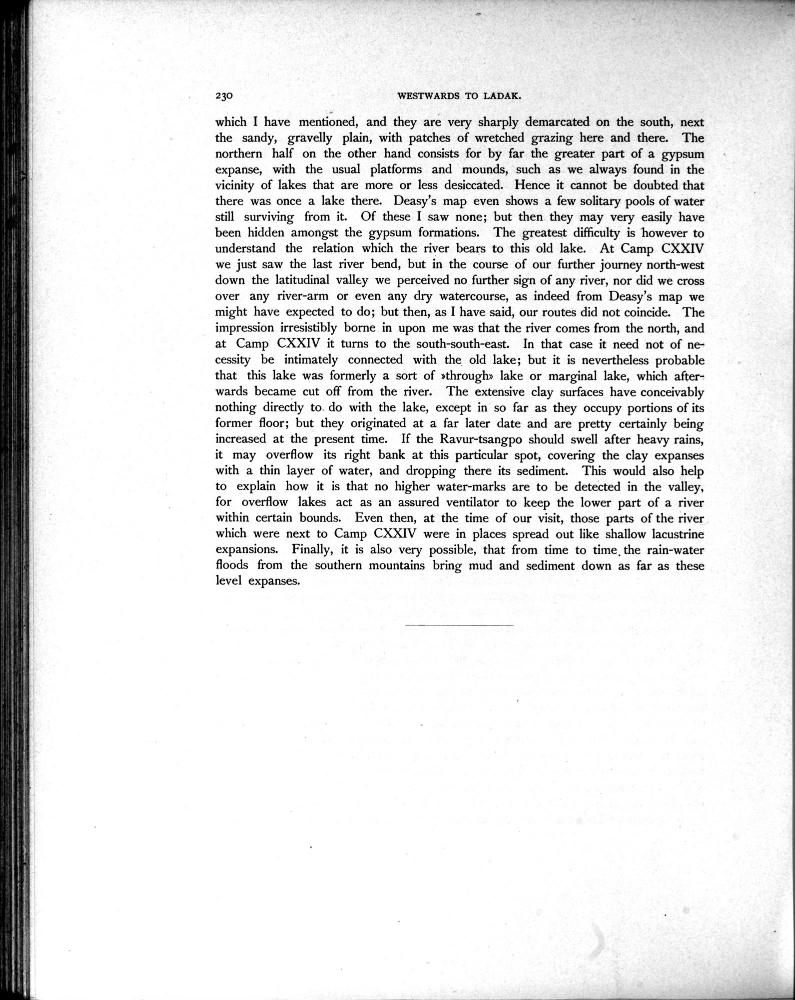 230 WESTWARDS TO LADAK.
which I have mentioned, and they are very sharply demarcated on the south, next
the sandy, gravelly plain, with patches of wretched grazing here and there. The
northern half on the other hand consists for by far the greater part of a gypsum
expanse, with the usual platforms and mounds, such as we always found in the
vicinity of lakes that are more or less desiccated. Hence it cannot be doubted that
there was once a lake there. Deasy's map even shows a few solitary pools of water
still surviving from it. Of these I saw none; but then they may very easily have
been hidden amongst the gypsum formations. The greatest difficulty is however to
understand the relation which the river bears to this old lake. At Camp CXXIV
we just saw the last river bend, but in the course of our further journey north-west
down the latitudinal valley we perceived no further sign of any river, nor did we cross
over any river-arm or even any dry watercourse, as indeed from Deasy's map we
might have expected to do; but then, as I have said, our routes did not coincide. The
impression irresistibly borne in upon me was that the river comes from the north, and
at Camp CXXIV it turns to the south-south-east. In that case it need not of ne-
cessity be intimately connected with the old lake; but it is nevertheless probable
that this lake was formerly a sort of »through» lake or marginal lake, which after-
wards became cut off from the river. The extensive clay surfaces have conceivably
nothing directly to do with the lake, except in so far as they occupy portions of its
former floor; but they originated at a far later date and are pretty certainly being
increased at the present time. If the Ravur-tsangpo should swell after heavy rains,
it may overflow its right bank at this particular spot, covering the clay expanses
with a thin layer of water, and dropping there its sediment. This would also help
to explain how it is that no higher water-marks are to be detected in the valley,
for overflow lakes act as an assured ventilator to keep the lower part of a river
within certain bounds. Even then, at the time of our visit, those parts of the river
which were next to Camp CXXIV were in places spread out like shallow lacustrine
expansions. Finally, it is also very possible, that from time to time the rain-water
floods from the southern mountains bring mud and sediment down as far as these
level expanses.